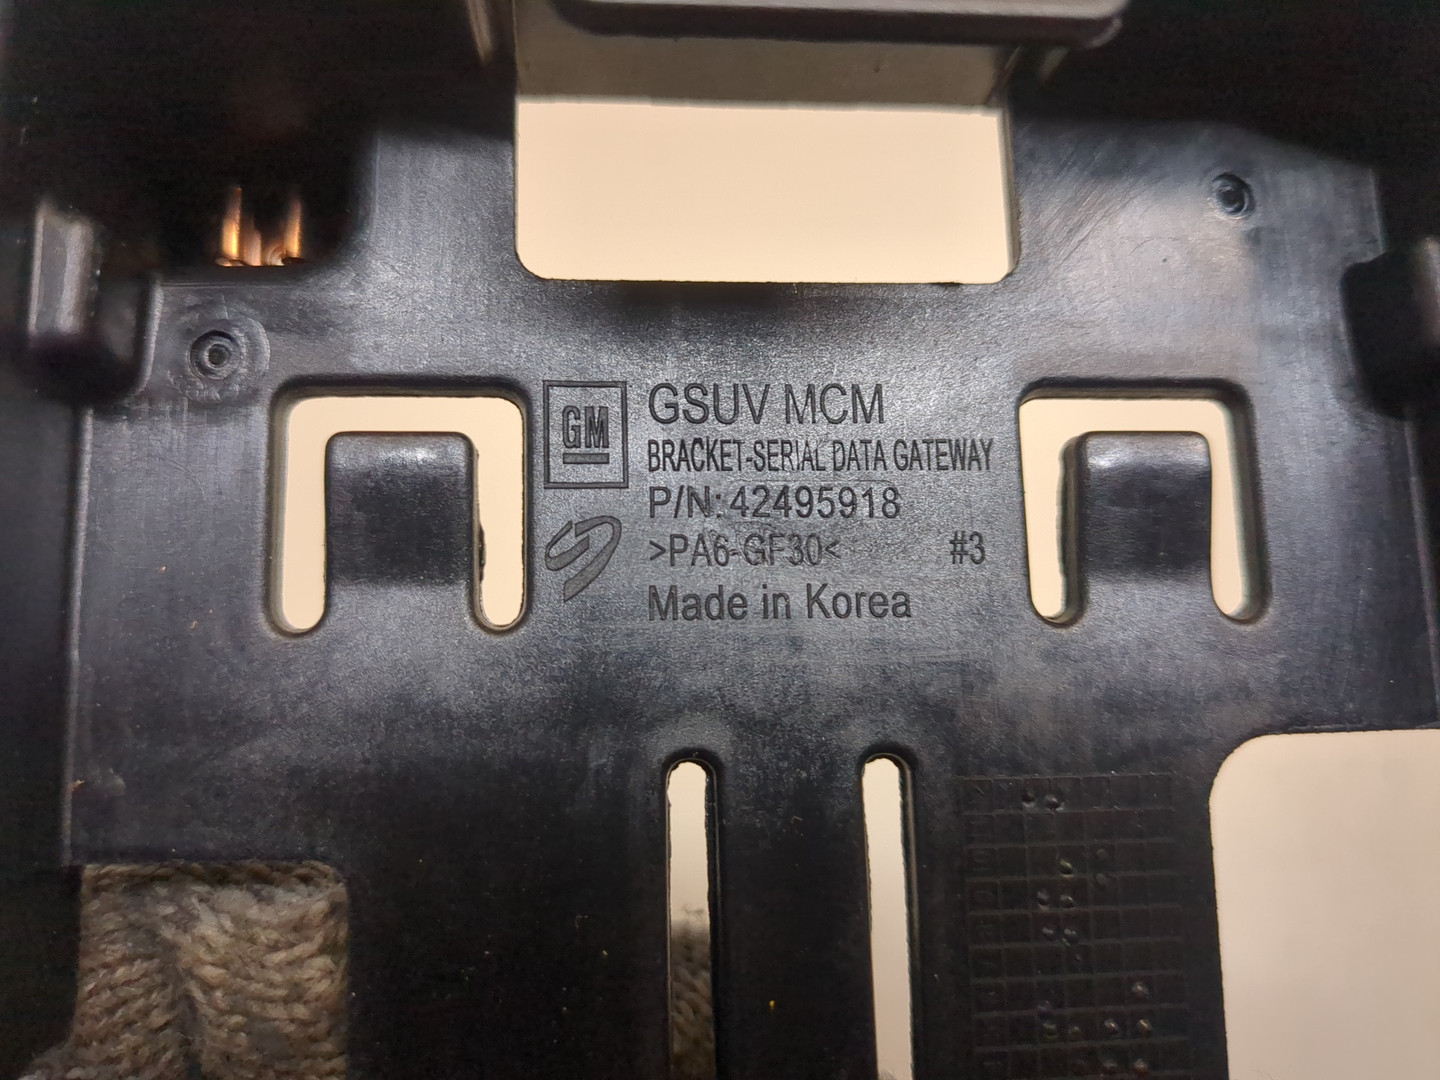 GM
GSUV MCM
BRACKET-SERIAL DATA GATEWAY
P/N:42495918
>PA6-GF30< #3
Made in Korea